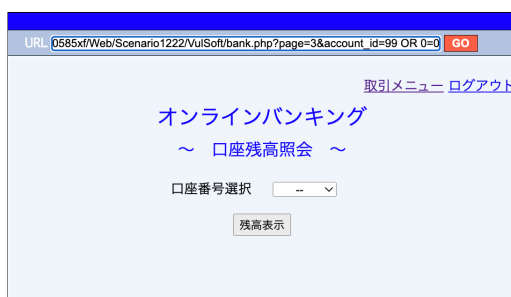 URL 0585xf/Web/Scenario1222/VulSoft/bank.php?page=3&account_id=99 OR 0=0 GO
取引メニュー ログアウト
オンラインバンキング
～ 口座残高照会 ～
口座番号選択 --
残高表示